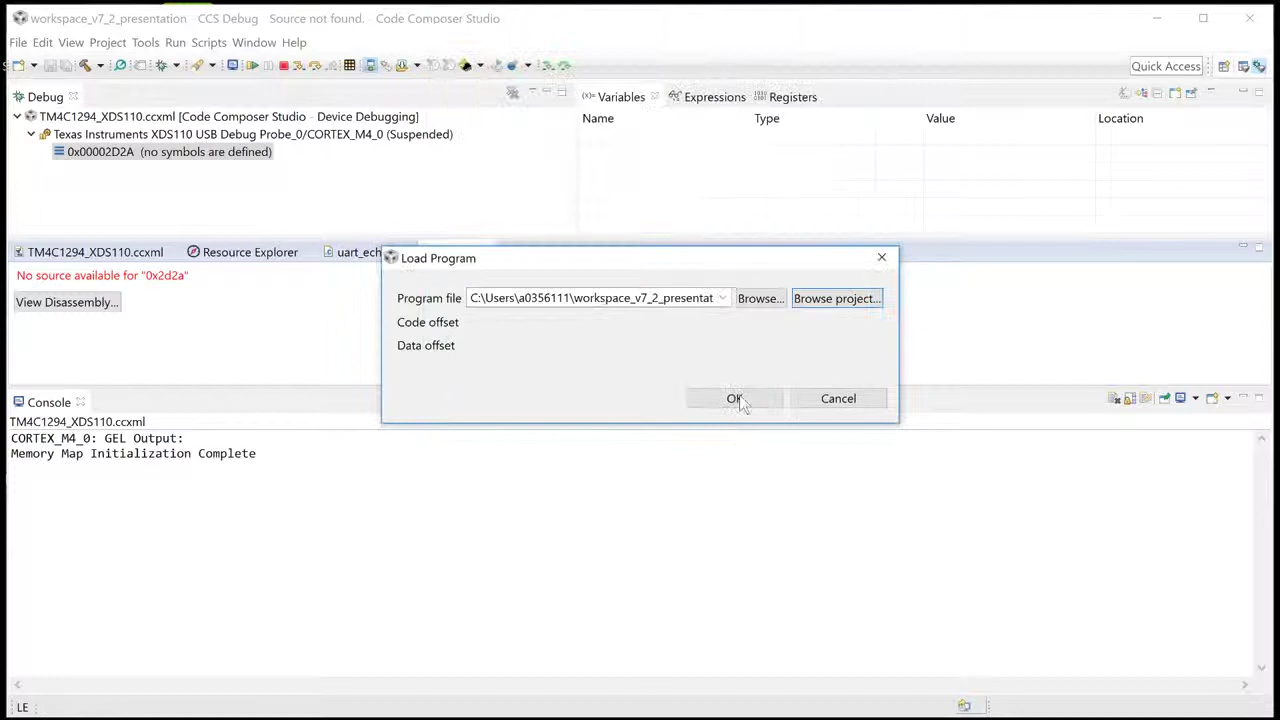 workspace_v7_2_presentation CCS Debug Source not found. Code Composer Studio
File Edit View Project Tools Run Scripts Window Help
Quick Access
Debug
(x)= Variables Expressions Registers
TM4C1294_XDS110.ccxml [Code Composer Studio - Device Debugging]
Name Type Value Location
Texas Instruments XDS110 USB Debug Probe_0/CORTEX_M4_0 (Suspended)
0x00002D2A (no symbols are defined)
TM4C1294_XDS110.ccxml Resource Explorer uart_ech
Load Program
No source available for "0x2d2a"
View Disassembly...
Program file C:\Users\a0356111\workspace_v7_2_presentat Browse... Browse project...
Code offset
Data offset
OK Cancel
Console
TM4C1294_XDS110.ccxml
CORTEX_M4_0: GEL Output:
Memory Map Initialization Complete
LE